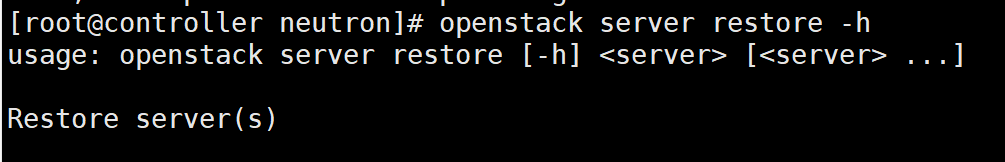 [root@controller neutron]# openstack server restore -h
usage: openstack server restore [-h] <server> [<server> ...]
Restore server(s)